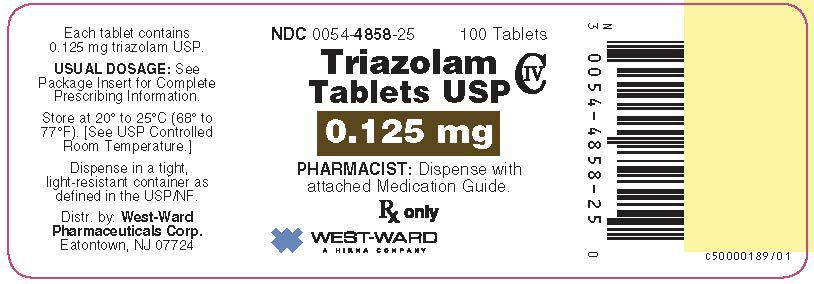 Each tablet contains
0.125 mg triazolam USP.
USUAL DOSAGE: See
Package Insert for Complete
Prescribing Information.
Store at 20° to 25°C (68° to
77°F). [See USP Controlled
Room Temperature.]
Dispense in a tight,
light-resistant container as
defined in the USP/NF.
Distr. by: West-Ward
Pharmaceuticals Corp.
Eatontown, NJ 07724
NDC 0054-4858-25 100 Tablets
Triazolam CIV
Tablets USP
0.125 mg
PHARMACIST: Dispense with
attached Medication Guide.
Rx only
WEST-WARD
A HIKMA COMPANY
N
3 0054-4858-25 0
C50000189/01